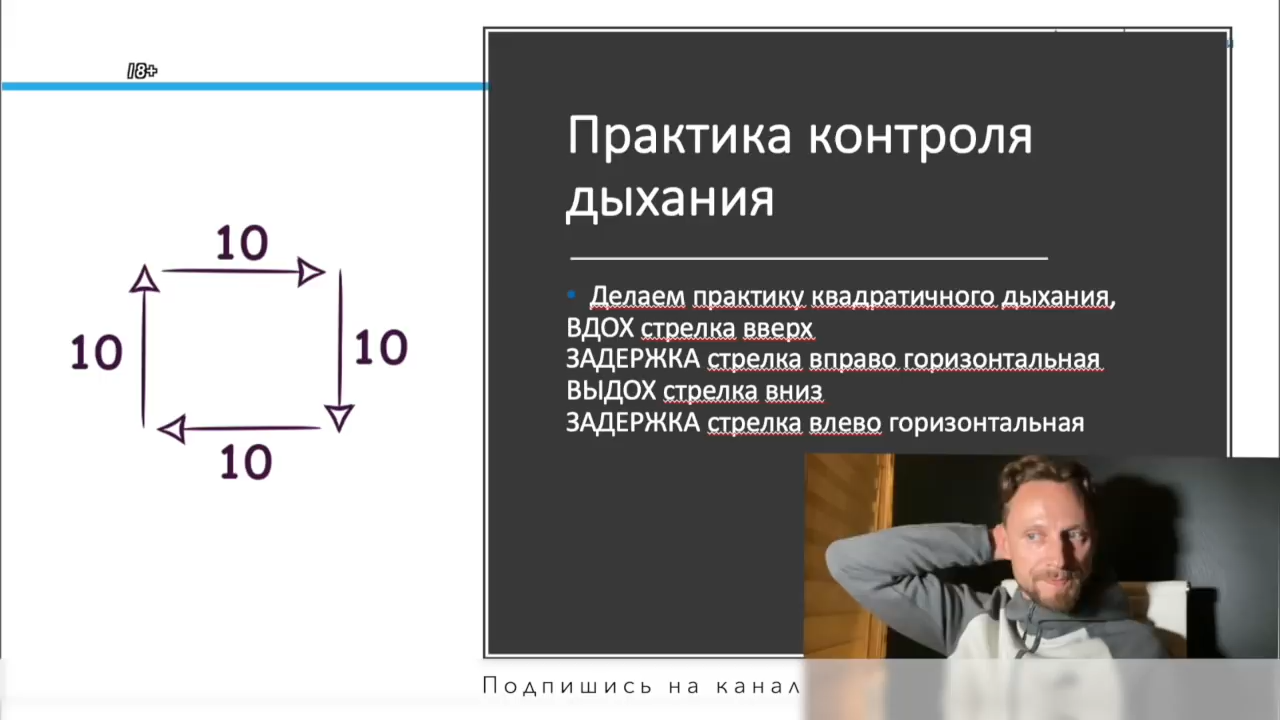 18+
10
10
10
10
Практика контроля
дыхания
• Делаем практику квадратичного дыхания,
ВДОХ стрелка вверх
ЗАДЕРЖКА стрелка вправо горизонтальная
ВЫДОХ стрелка вниз
ЗАДЕРЖКА стрелка влево горизонтальная
Подпишись на канал